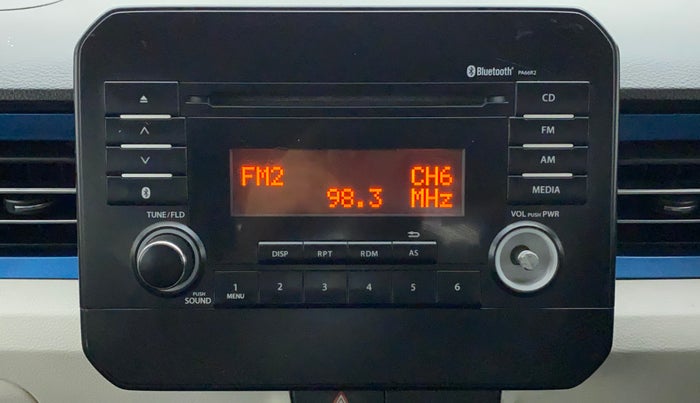 Bluetooth® PA66R2
CD
FM
AM
MEDIA
FM2 CH6
98.3 MHz
TUNE/FLD
VOL PUSH PWR
DISP RPT RDM AS
PUSH SOUND
1 MENU 2 3 4 5 6